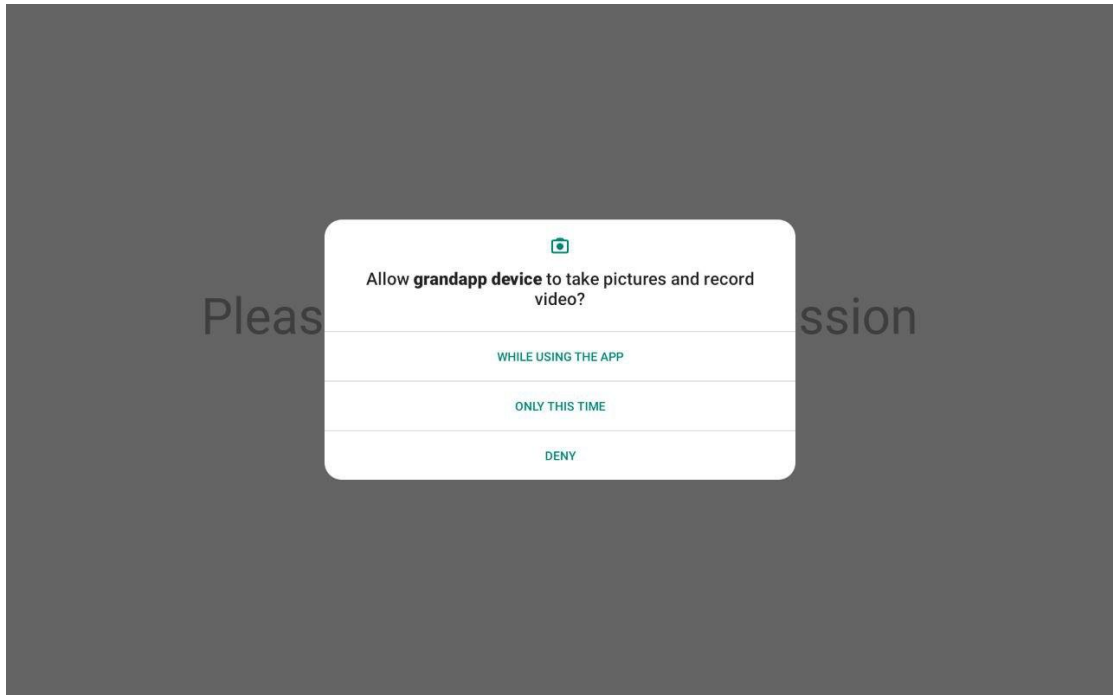 Allow grandapp device to take pictures and record
video?
Pleas ssion
WHILE USING THE APP
ONLY THIS TIME
DENY